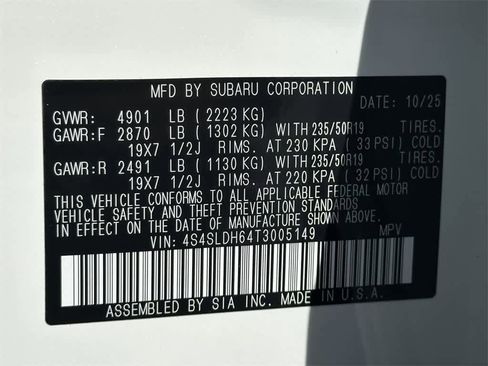 MFD BY SUBARU CORPORATION
DATE: 10/25
GVWR: 4901 LB (2223 KG)
GAWR:F 2870 LB (1302 KG) WITH 235/50R19 TIRES.
19X7 1/2J RIMS. AT 230 KPA (33 PSI) COLD
GAWR:R 2491 LB (1130 KG) WITH 235/50R19 TIRES.
19X7 1/2J RIMS. AT 220 KPA (32 PSI) COLD
THIS VEHICLE CONFORMS TO ALL APPLICABLE FEDERAL MOTOR
VEHICLE SAFETY AND THEFT PREVENTION STANDARDS
IN EFFECT ON THE DATE OF MANUFACTURE SHOWN ABOVE.
VIN: 4S4SLDH64T3005149 MPV
ASSEMBLED BY SIA INC. MADE IN U.S.A.